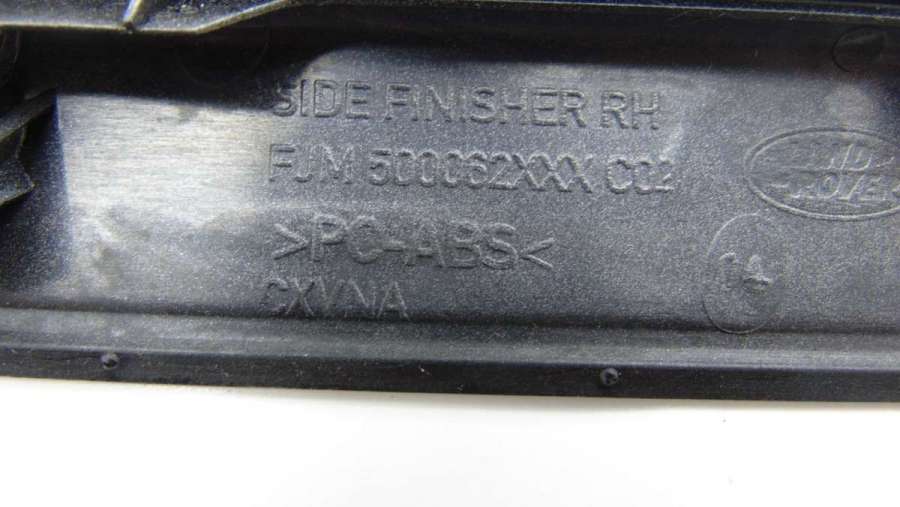 SIDE FINISHER RH
FJM 500062XXX C02
LAND
ROVER
>PC-ABS<
CXVNA